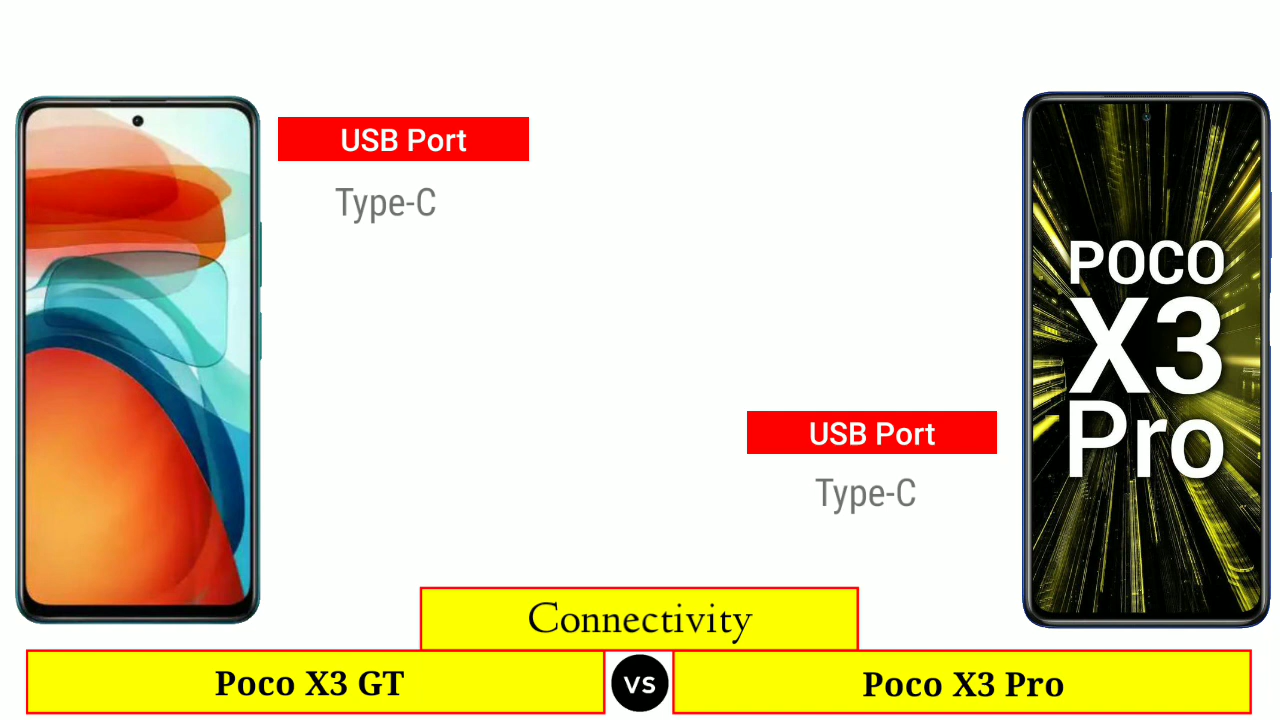 USB Port
Type-C
POCO
X3
Pro
USB Port
Type-C
Connectivity
Poco X3 GT
VS
Poco X3 Pro